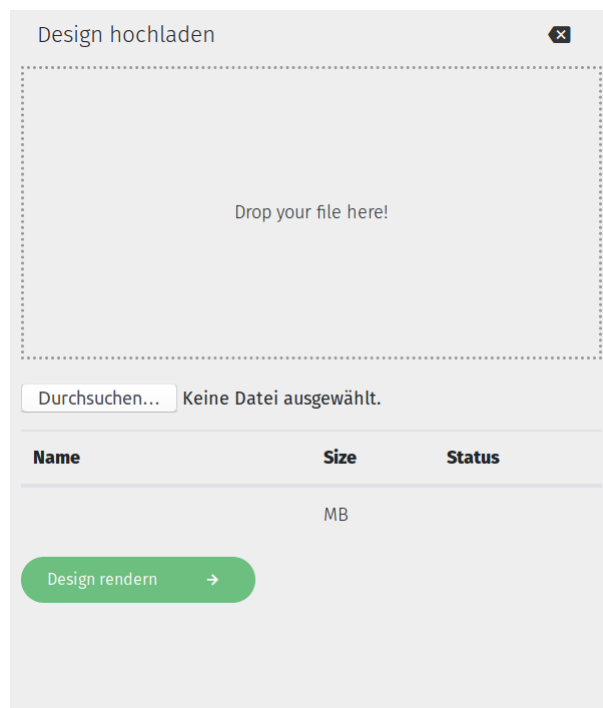 Design hochladen
Drop your file here!
Durchsuchen... Keine Datei ausgewählt.
Name Size Status
MB
Design rendern